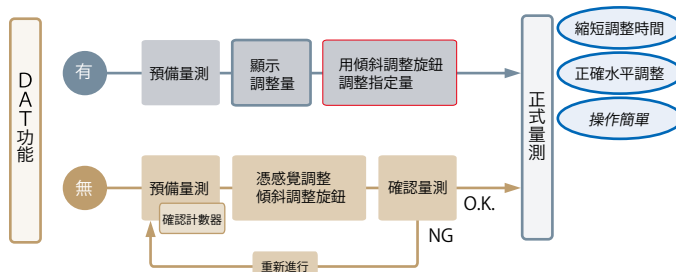 DAT功能
有
預備量測
顯示
調整量
用傾斜調整旋鈕
調整指定量
正式量測
縮短調整時間
正確水平調整
操作簡單
無
預備量測
確認計數器
憑感覺調整
傾斜調整旋鈕
確認量測
O.K.
NG
重新進行